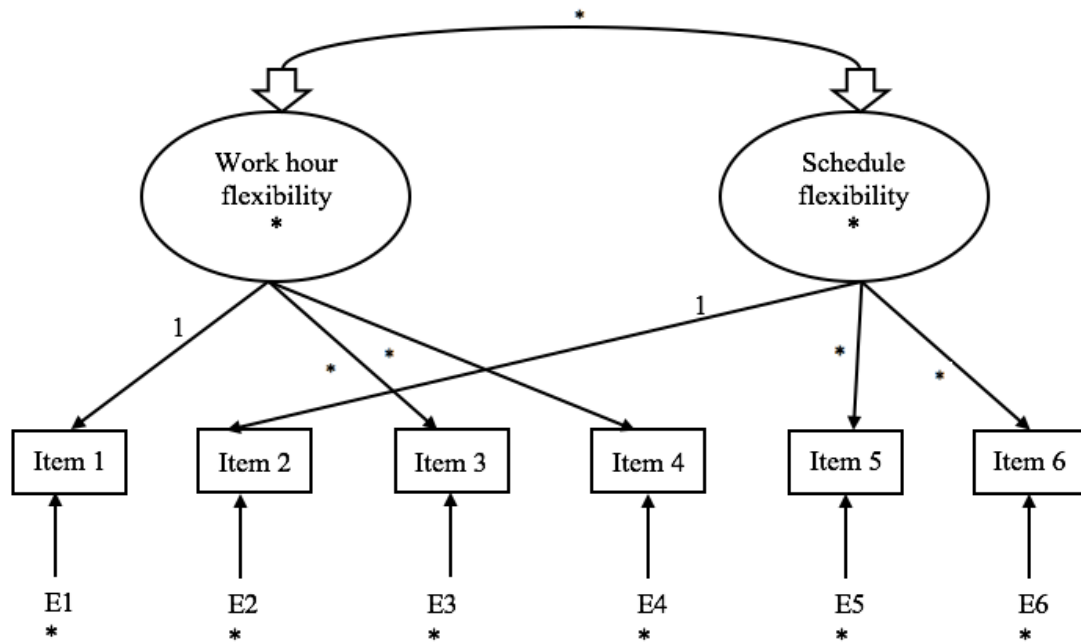 *
Work hour
flexibility
*
Schedule
flexibility
*
1
1
*
*
*
*
Item 1
Item 2
Item 3
Item 4
Item 5
Item 6
E1
*
E2
*
E3
*
E4
*
E5
*
E6
*